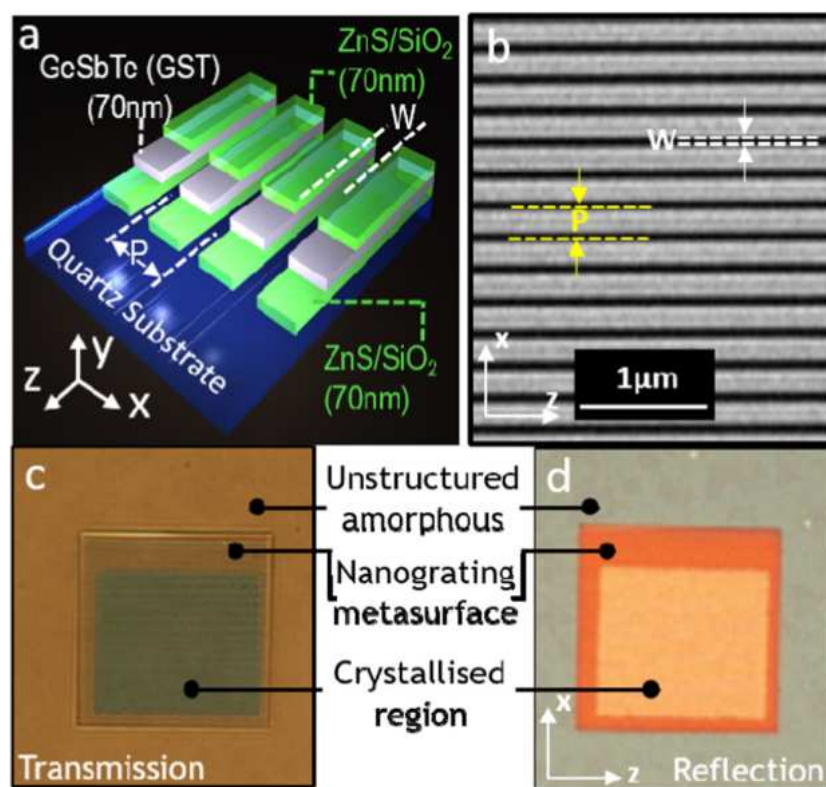 a
GeSbTe (GST)
(70nm)
ZnS/SiO₂
(70nm)
W
P
Quartz Substrate
ZnS/SiO₂
(70nm)
y
z
x
b
W
P
x
z
1μm
c
Transmission
Unstructured
amorphous
Nanograting
metasurface
Crystallised
region
d
x
z
Reflection